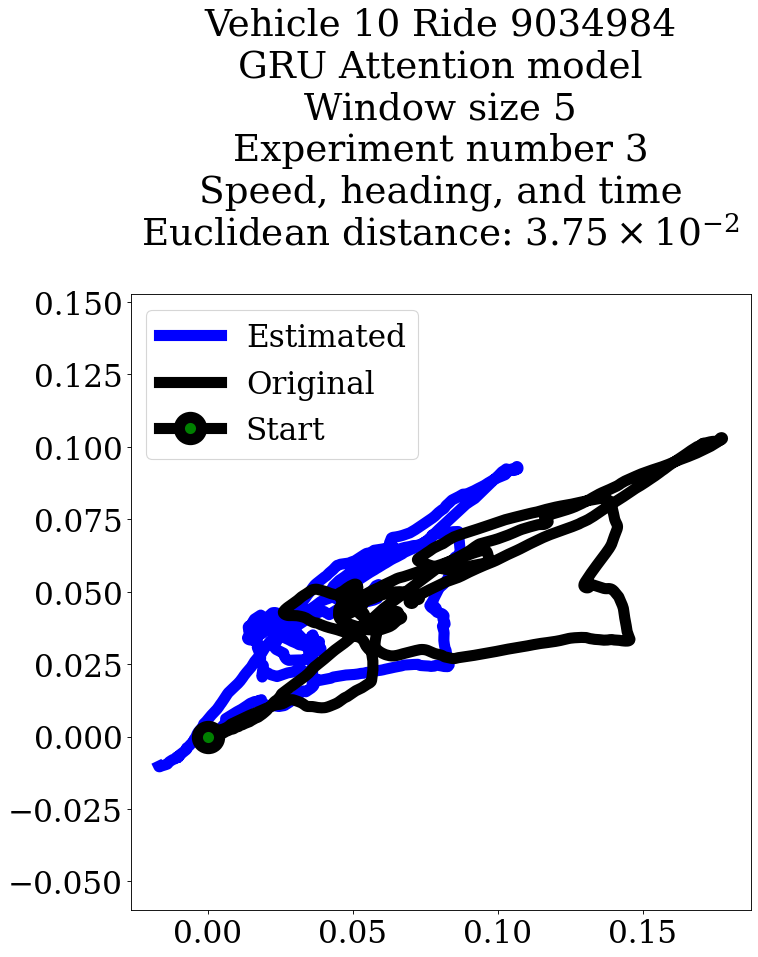 Vehicle 10 Ride 9034984
GRU Attention model
Window size 5
Experiment number 3
Speed, heading, and time
Euclidean distance: 3.75 × 10⁻²
0.150
0.125
0.100
0.075
0.050
0.025
0.000
−0.025
−0.050
Estimated
Original
Start
0.00 0.05 0.10 0.15